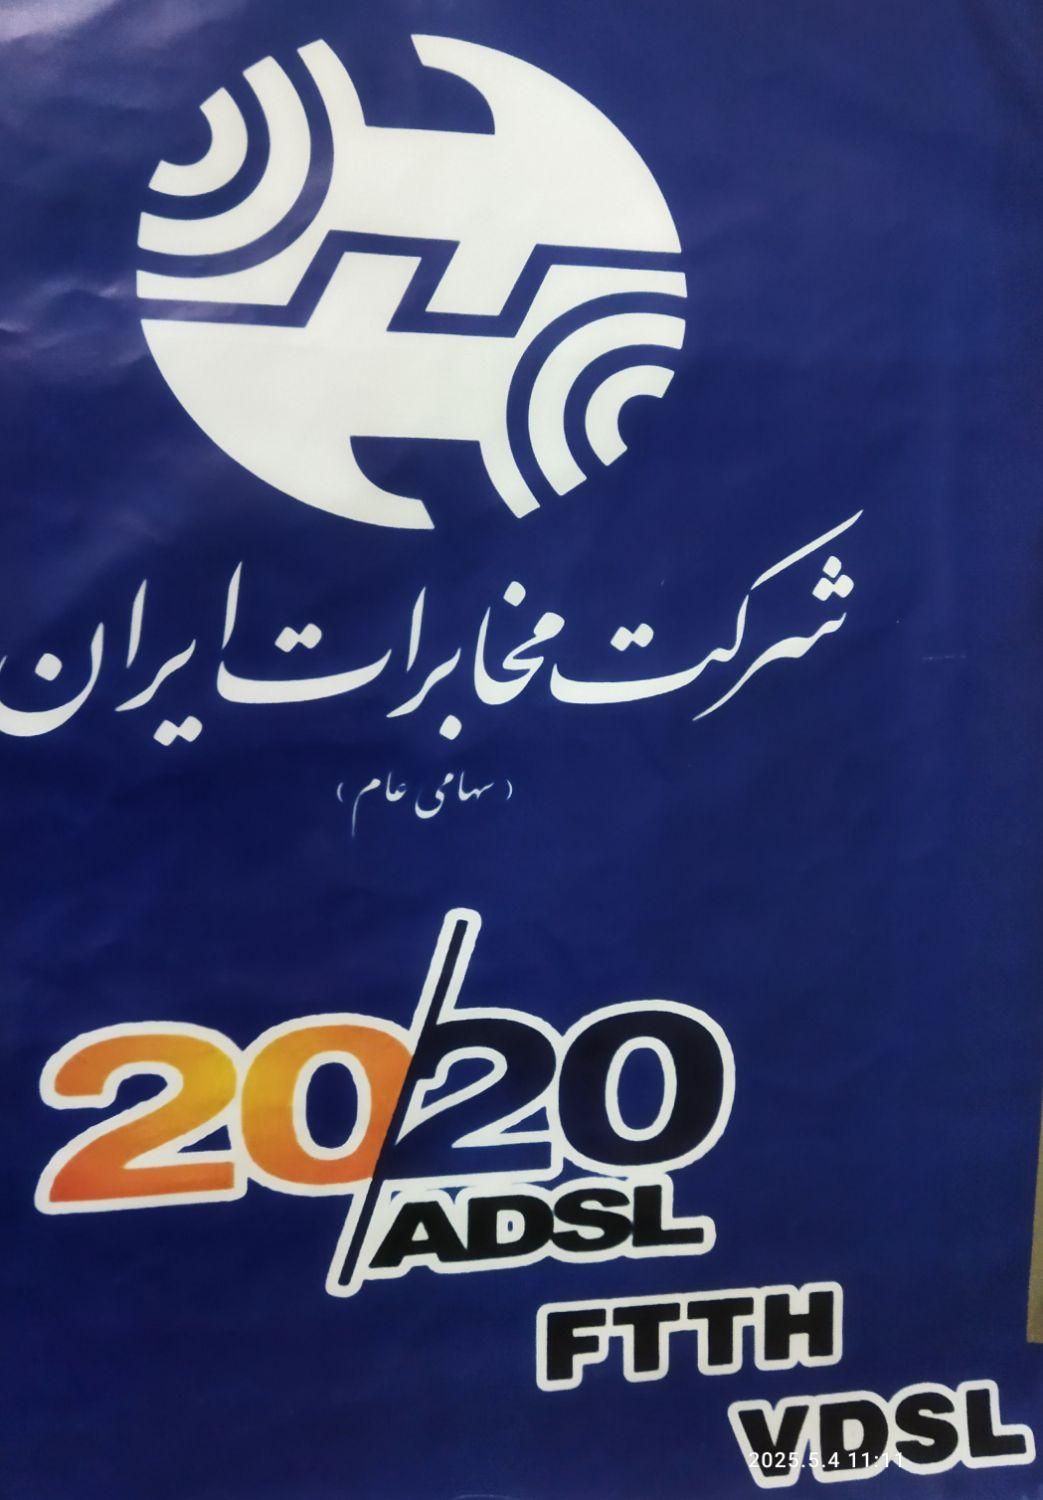 شرکت مخابرات ایران
(سهامی عام)
20/20
ADSL
FTTH
VDSL
2025.5.4 11:11